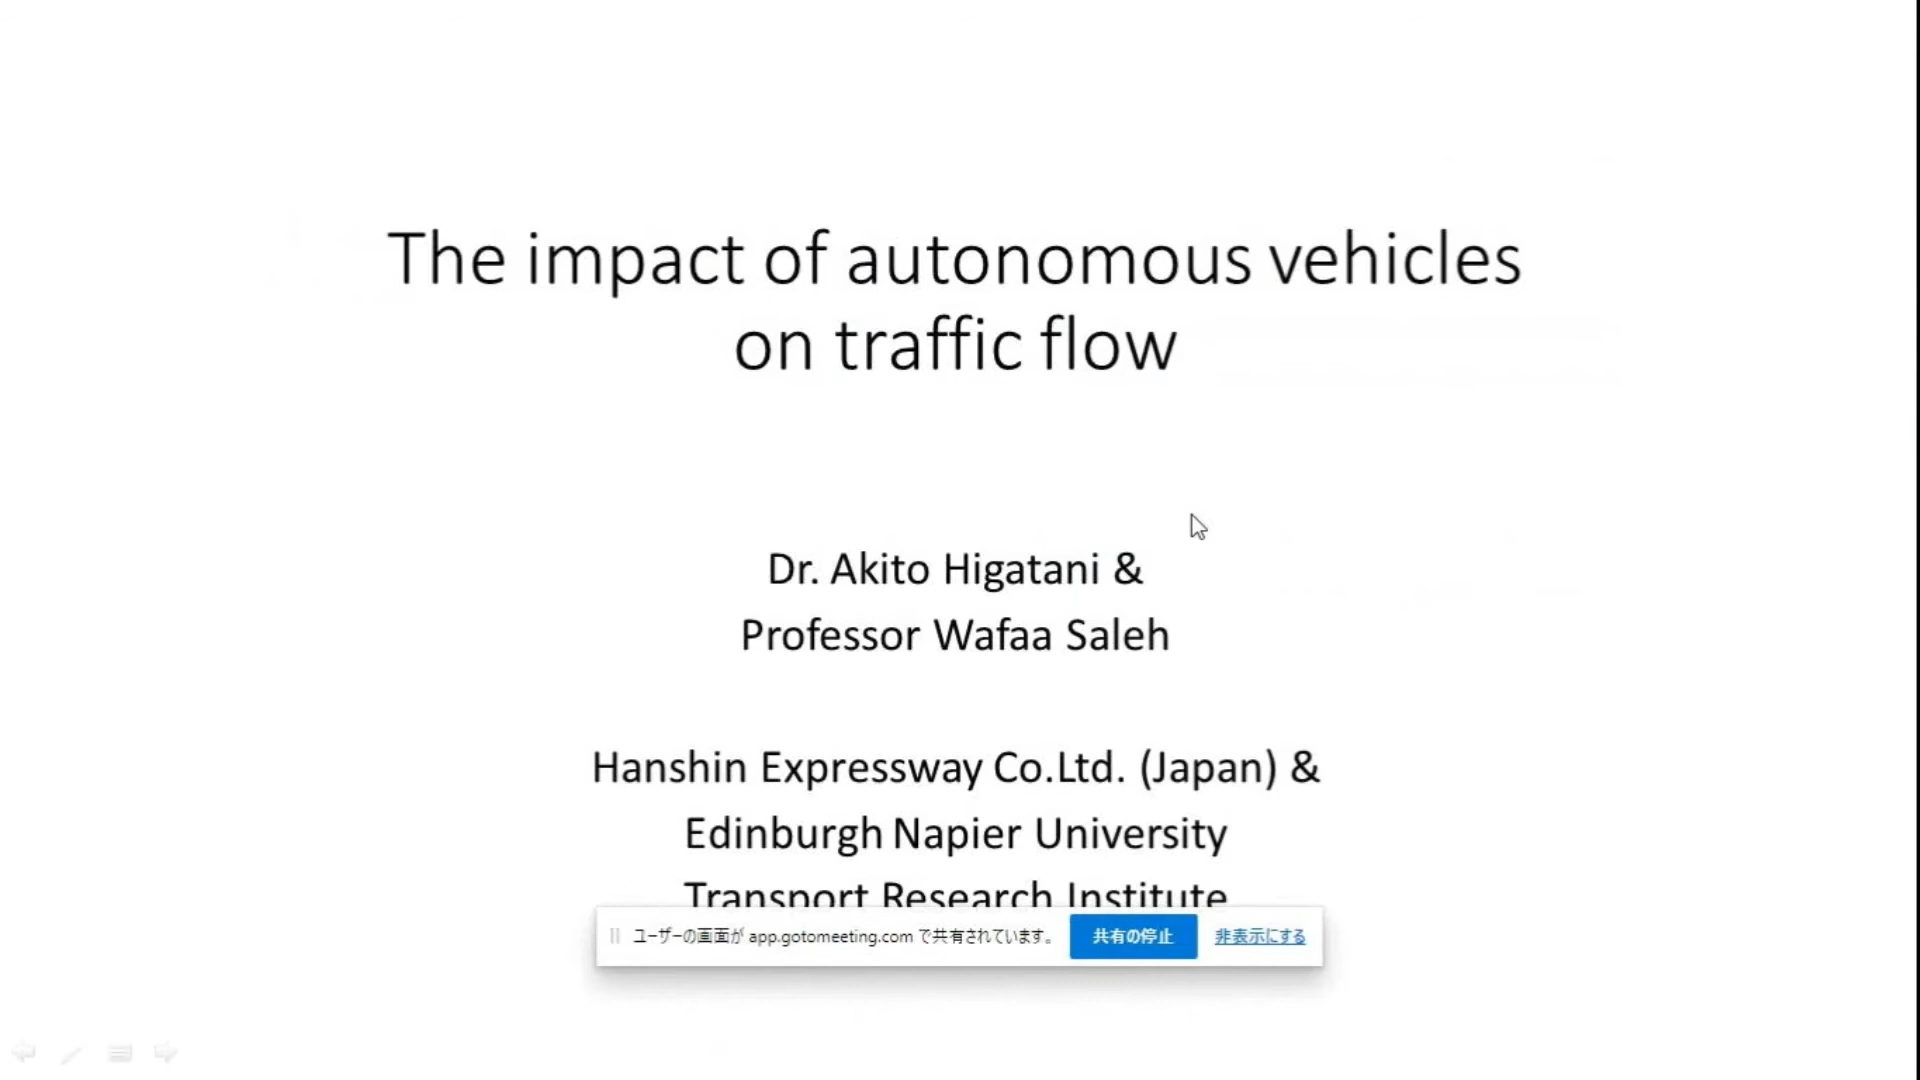 The impact of autonomous vehicles
on traffic flow
Dr. Akito Higatani &
Professor Wafaa Saleh
Hanshin Expressway Co.Ltd. (Japan) &
Edinburgh Napier University
Transport Research Institute
ユーザーの画面が app.gotomeeting.com で共有されています。 共有の停止 非表示にする